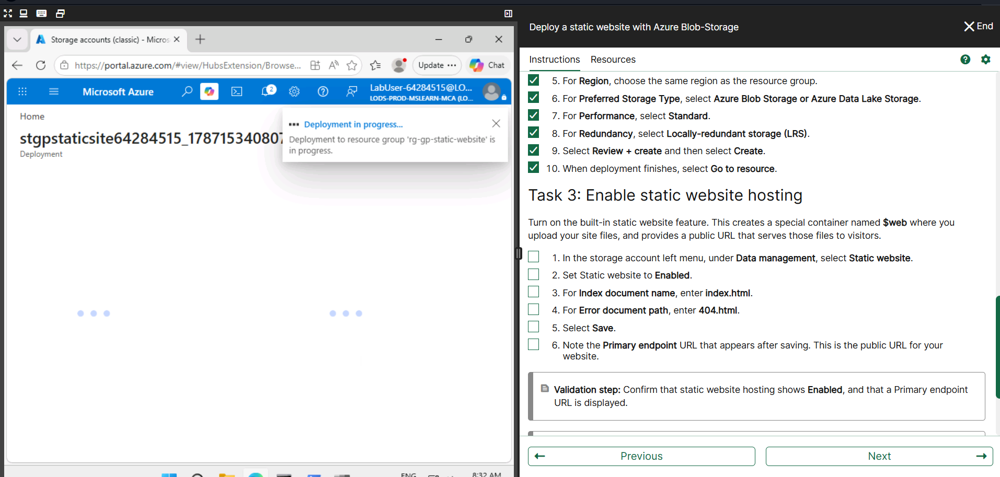 Storage accounts (classic) - Micros
https://portal.azure.com/#view/HubsExtension/Browse...
Update
Chat
Microsoft Azure
2
LabUser-64284515@LO...
LODS-PROD-MSLEARN-MCA (LO...
Home
stgpstaticsite64284515_178715340807
Deployment
Deployment in progress...
Deployment to resource group 'rg-gp-static-website' is
in progress.
ENG
8:32 AM
Deploy a static website with Azure Blob-Storage
End
Instructions
Resources
5. For Region, choose the same region as the resource group.
6. For Preferred Storage Type, select Azure Blob Storage or Azure Data Lake Storage.
7. For Performance, select Standard.
8. For Redundancy, select Locally-redundant storage (LRS).
9. Select Review + create and then select Create.
10. When deployment finishes, select Go to resource.
Task 3: Enable static website hosting
Turn on the built-in static website feature. This creates a special container named $web where you
upload your site files, and provides a public URL that serves those files to visitors.
1. In the storage account left menu, under Data management, select Static website.
2. Set Static website to Enabled.
3. For Index document name, enter index.html.
4. For Error document path, enter 404.html.
5. Select Save.
6. Note the Primary endpoint URL that appears after saving. This is the public URL for your
website.
Validation step: Confirm that static website hosting shows Enabled, and that a Primary endpoint
URL is displayed.
Previous
Next